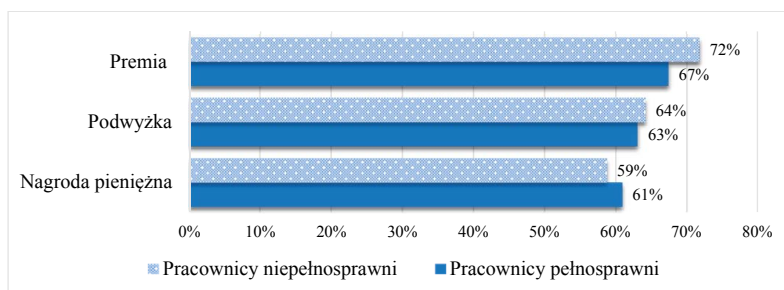 Premia
72%
67%
Podwyżka
64%
63%
Nagroda pieniężna
59%
61%
0% 10% 20% 30% 40% 50% 60% 70% 80%
Pracownicy niepełnosprawni Pracownicy pełnosprawni